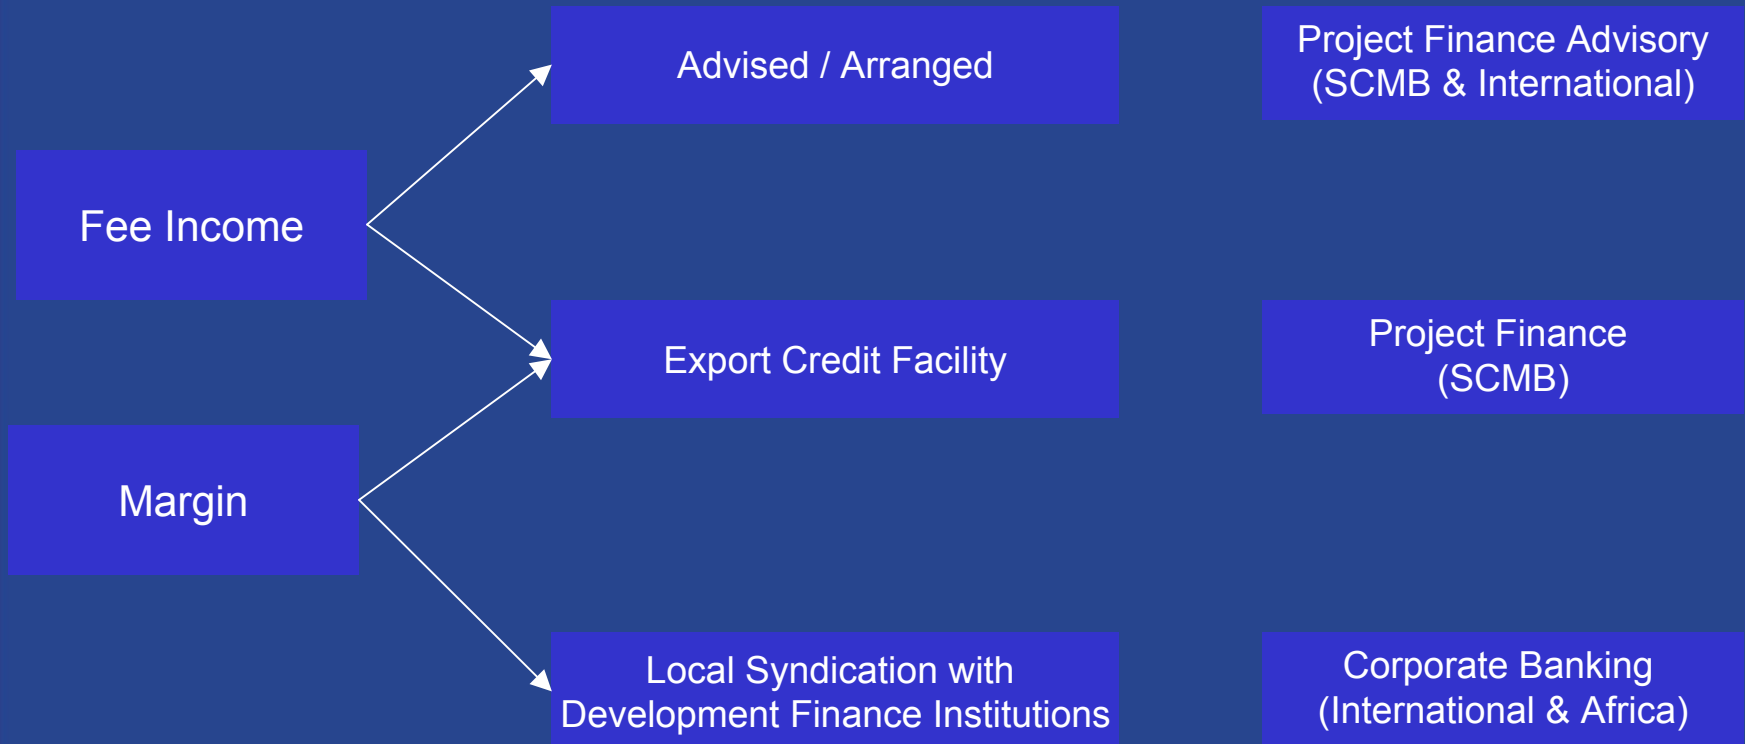 Advised / Arranged
Project Finance Advisory
(SCMB & International)
Fee Income
Export Credit Facility
Project Finance
(SCMB)
Margin
Local Syndication with
Development Finance Institutions
Corporate Banking
(International & Africa)